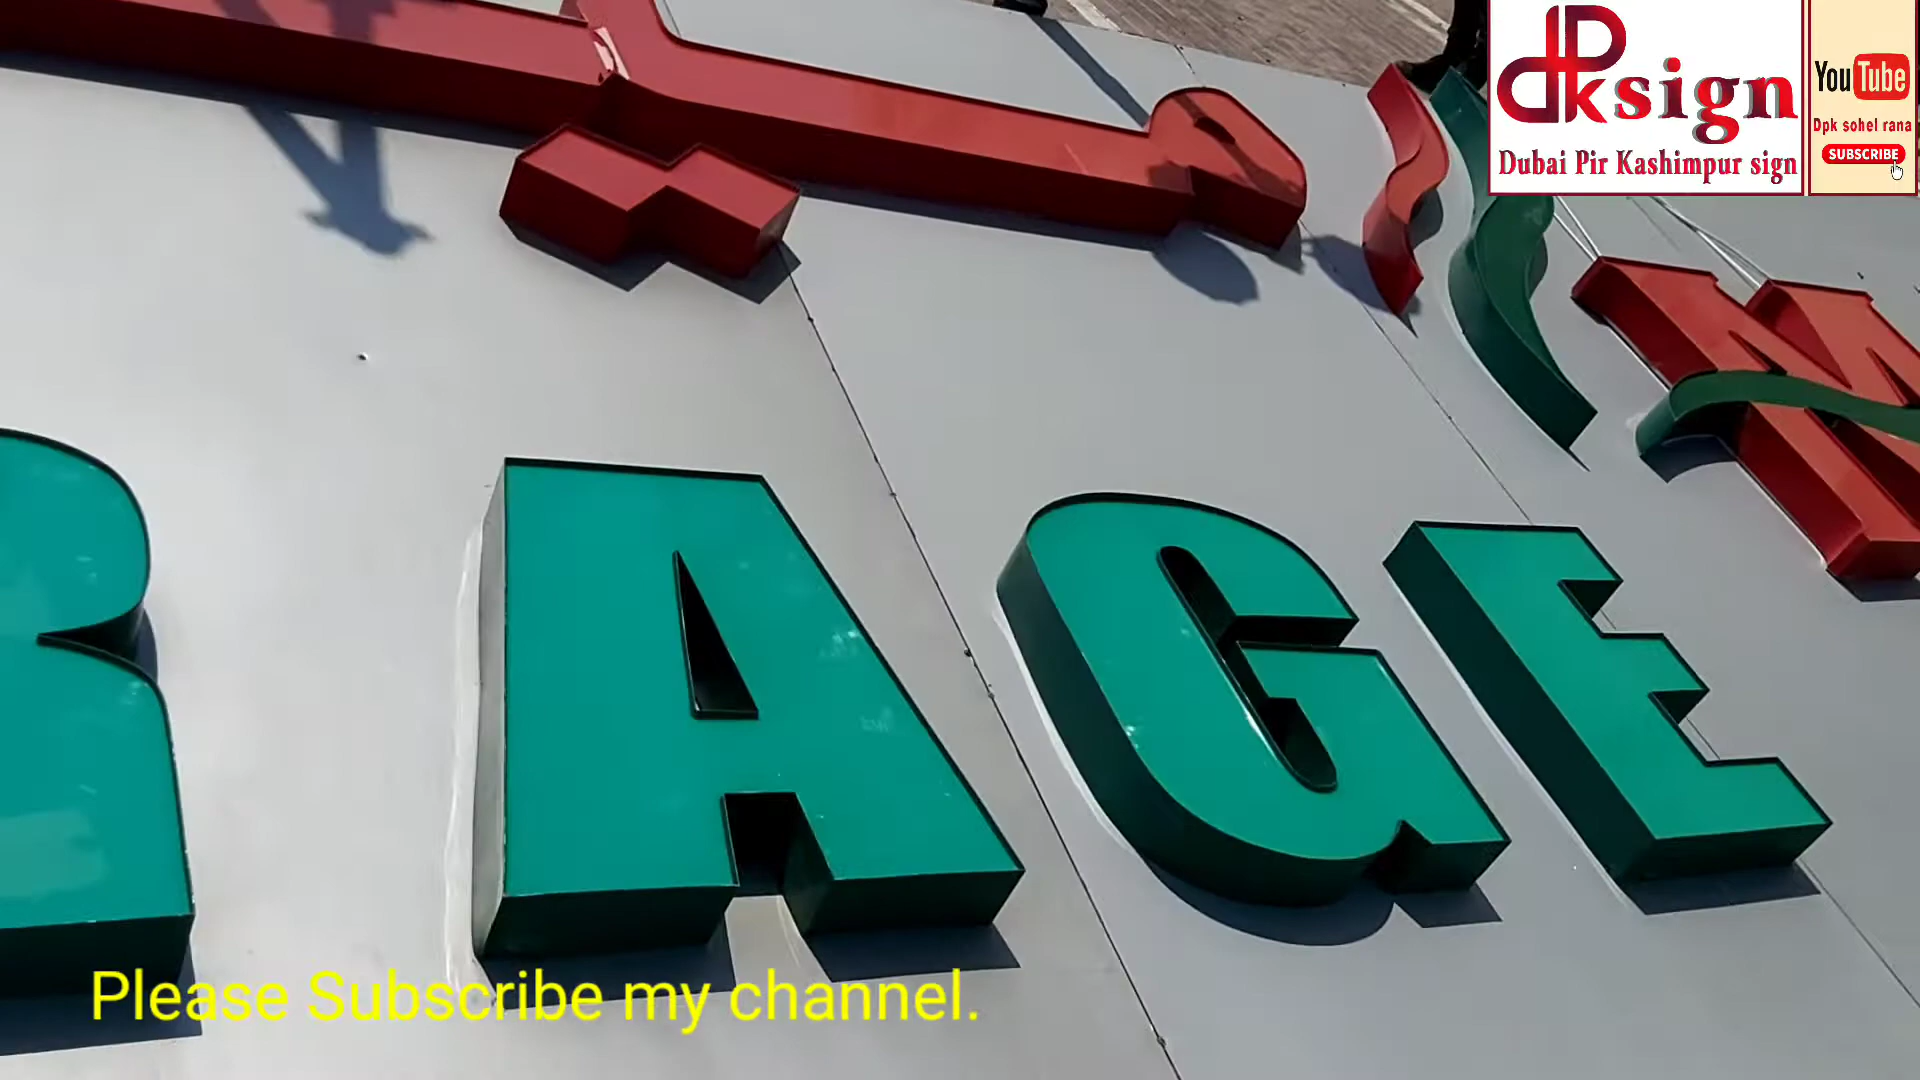 dPksign
Dubai Pir Kashimpur sign
YouTube
Dpk sohel rana
SUBSCRIBE
AGE
Please Subscribe my channel.